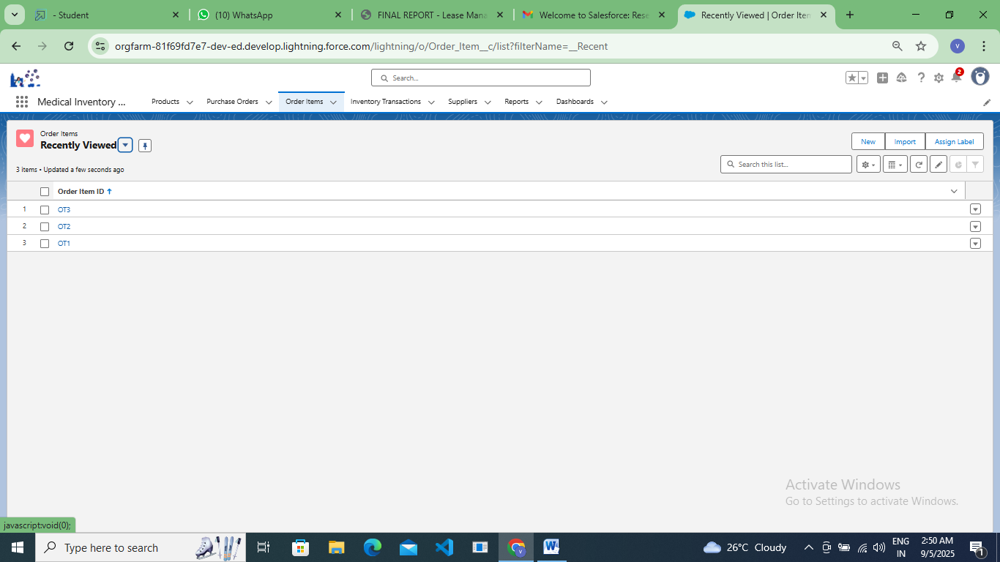 - Student
(10) WhatsApp
FINAL REPORT - Lease Mana
Welcome to Salesforce: Rese
Recently Viewed | Order Iten
orgfarm-81f69fd7e7-dev-ed.develop.lightning.force.com/lightning/o/Order_Item__c/list?filterName=__Recent
V
Search...
2
Medical Inventory ...
Products
Purchase Orders
Order Items
Inventory Transactions
Suppliers
Reports
Dashboards
Order Items
Recently Viewed
New
Import
Assign Label
3 items • Updated a few seconds ago
Search this list...
Order Item ID
1 OT3
2 OT2
3 OT1
Activate Windows
Go to Settings to activate Windows.
javascript:void(0);
Type here to search
26°C Cloudy
ENG
IN
2:50 AM
9/5/2025
1